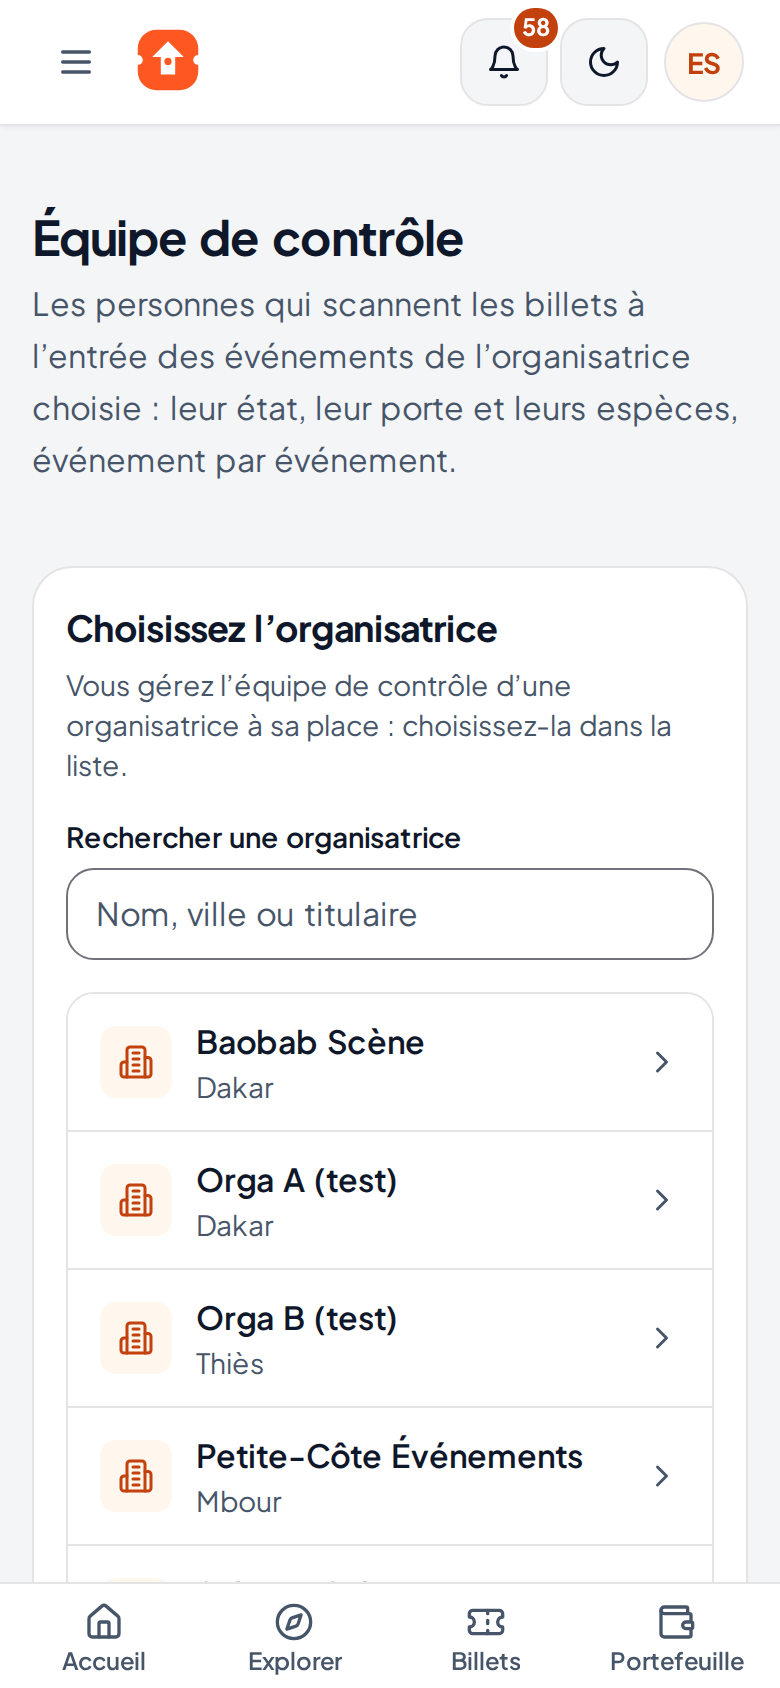 58
ES
Équipe de contrôle
Les personnes qui scannent les billets à
l’entrée des événements de l’organisatrice
choisie : leur état, leur porte et leurs espèces,
événement par événement.
Choisissez l’organisatrice
Vous gérez l’équipe de contrôle d’une
organisatrice à sa place : choisissez-la dans la
liste.
Rechercher une organisatrice
Nom, ville ou titulaire
Baobab Scène
Dakar
Orga A (test)
Dakar
Orga B (test)
Thiès
Petite-Côte Événements
Mbour
Accueil
Explorer
Billets
Portefeuille